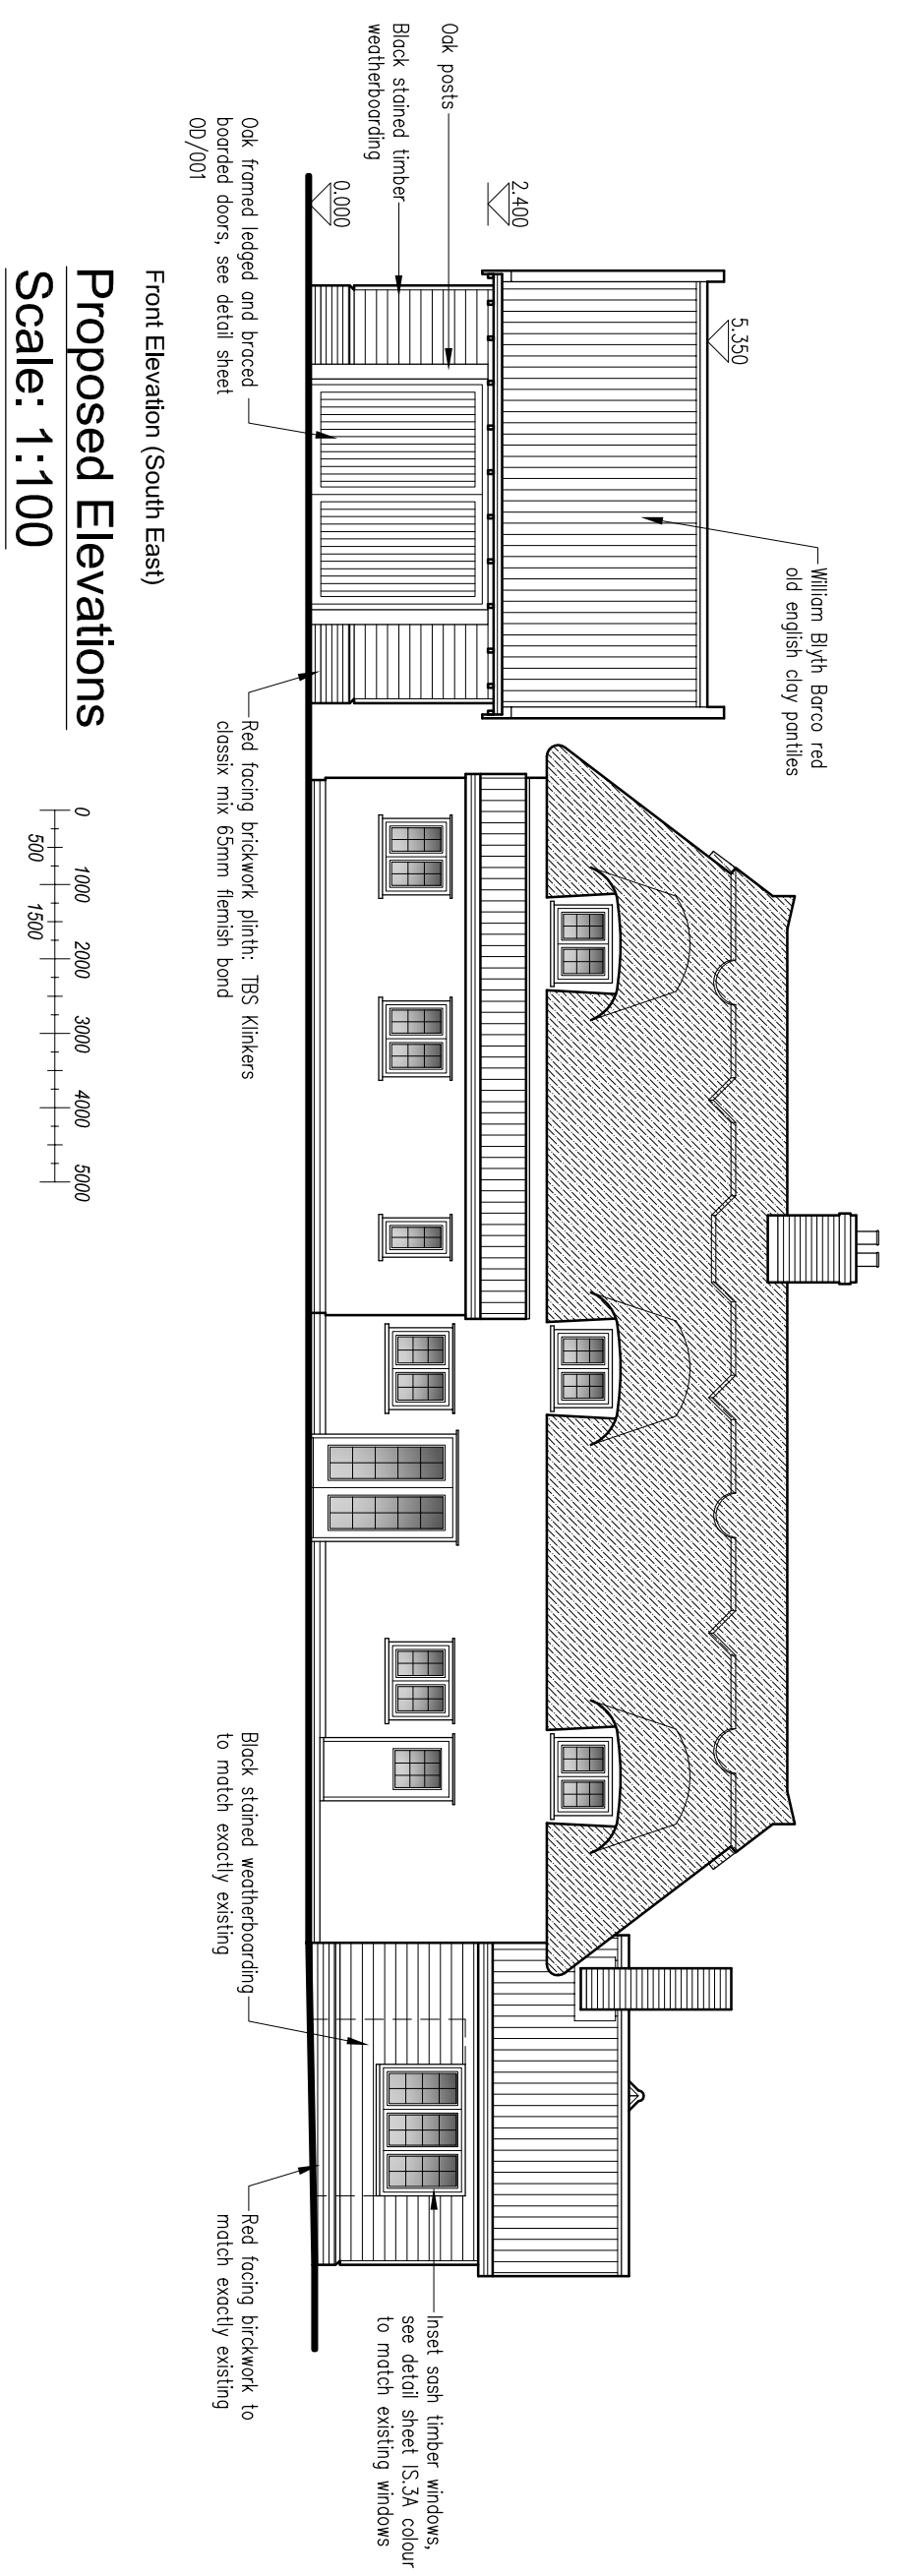 William Blyth Barco red
old english clay pantiles
5.350
2.400
0.000
Oak posts
Black stained timber
weatherboarding
Oak framed ledged and braced
boarded doors, see detail sheet
OD/001
Red facing brickwork plinth: TBS Klinkers
classix mix 65mm flemish bond
Black stained weatherboarding
to match exactly existing
Red facing birckwork to
match exactly existing
Inset sash timber windows,
see detail sheet IS.3A colour
to match existing windows
Front Elevation (South East)
Proposed Elevations
Scale: 1:100
0 1000 2000 3000 4000 5000
500 1500